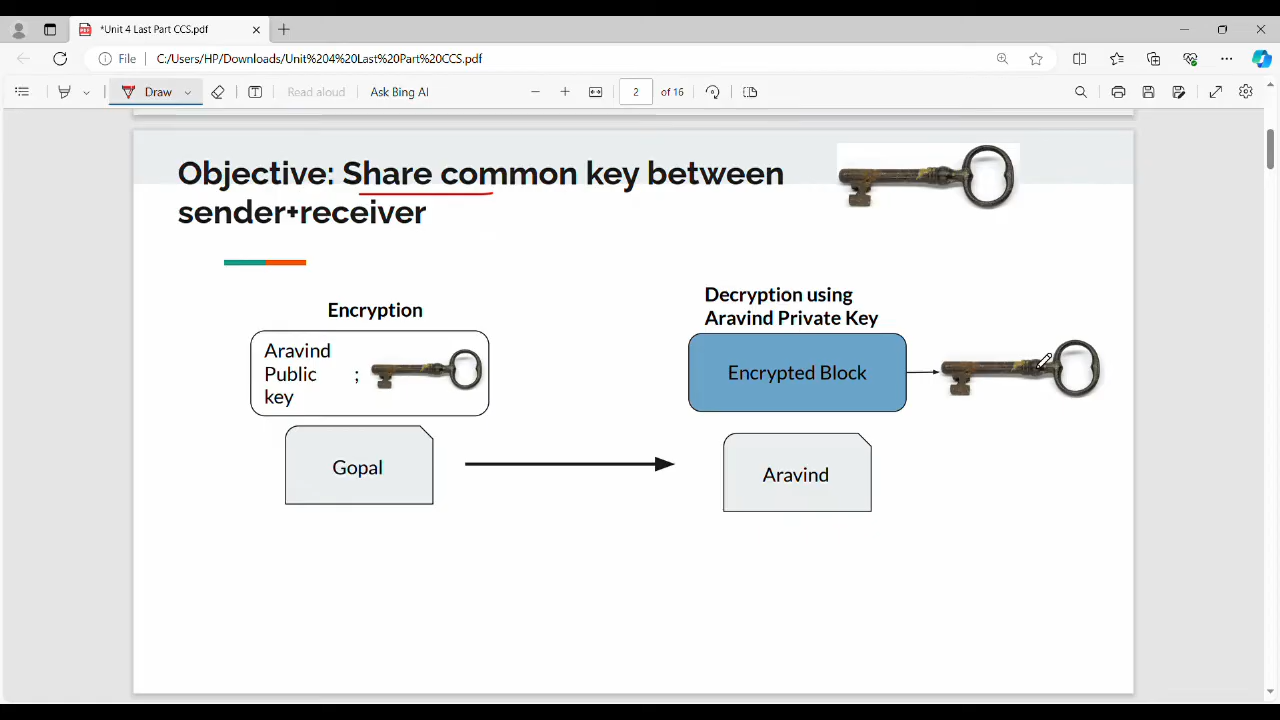 *Unit 4 Last Part CCS.pdf
File
C:/Users/HP/Downloads/Unit%204%20Last%20Part%20CCS.pdf
Draw
Read aloud
Ask Bing AI
2
of 16
Objective: Share common key between
sender+receiver
Encryption
Aravind
Public ;
key
Gopal
Decryption using
Aravind Private Key
Encrypted Block
Aravind